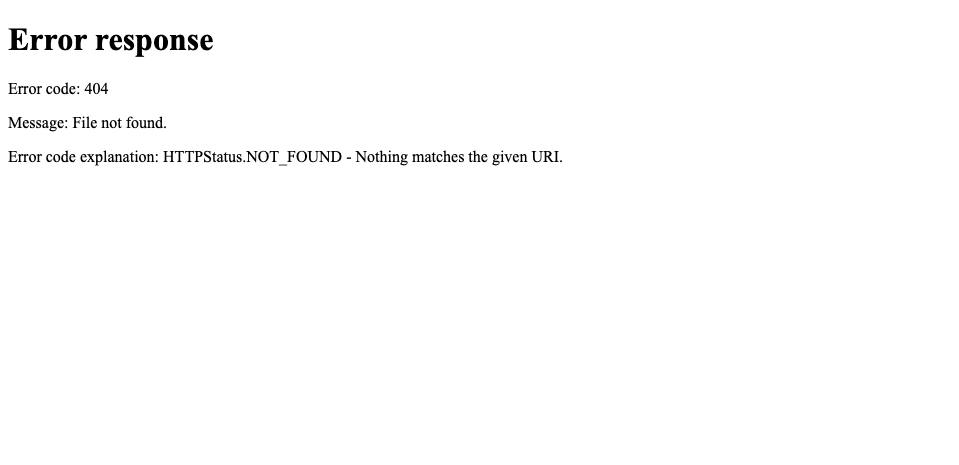 Error response
Error code: 404
Message: File not found.
Error code explanation: HTTPStatus.NOT_FOUND - Nothing matches the given URI.